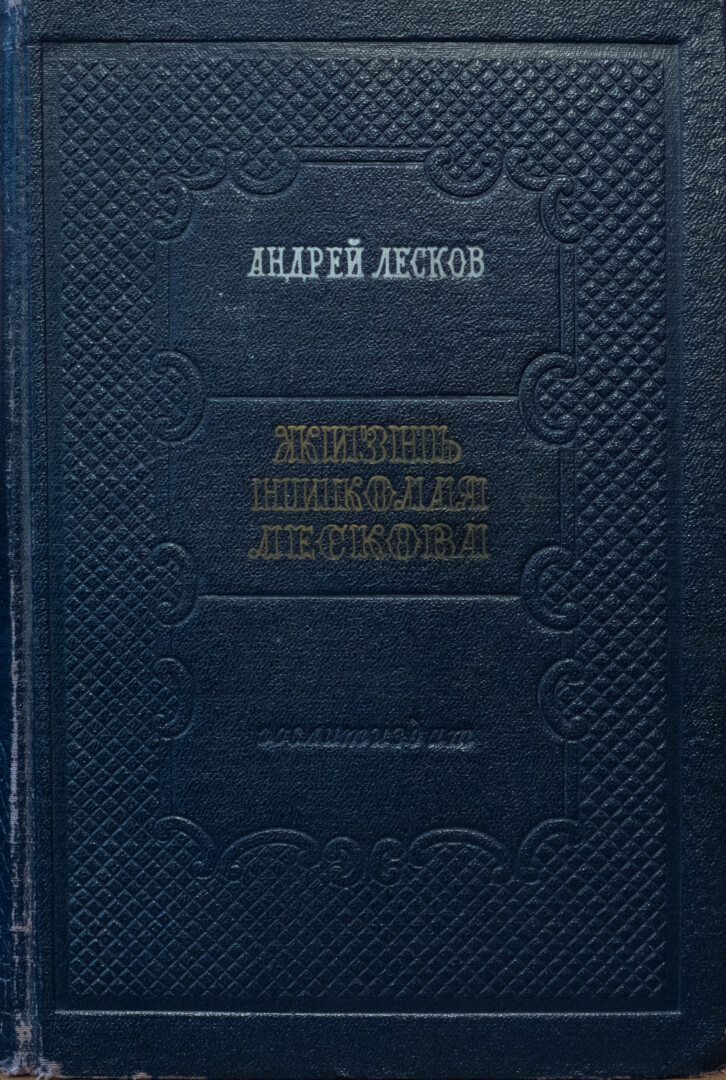 АНДРЕЙ ЛЕСКОВ
ЖИЗНЬ
НИКОЛАЯ
ЛЕСКОВА
гослитиздат